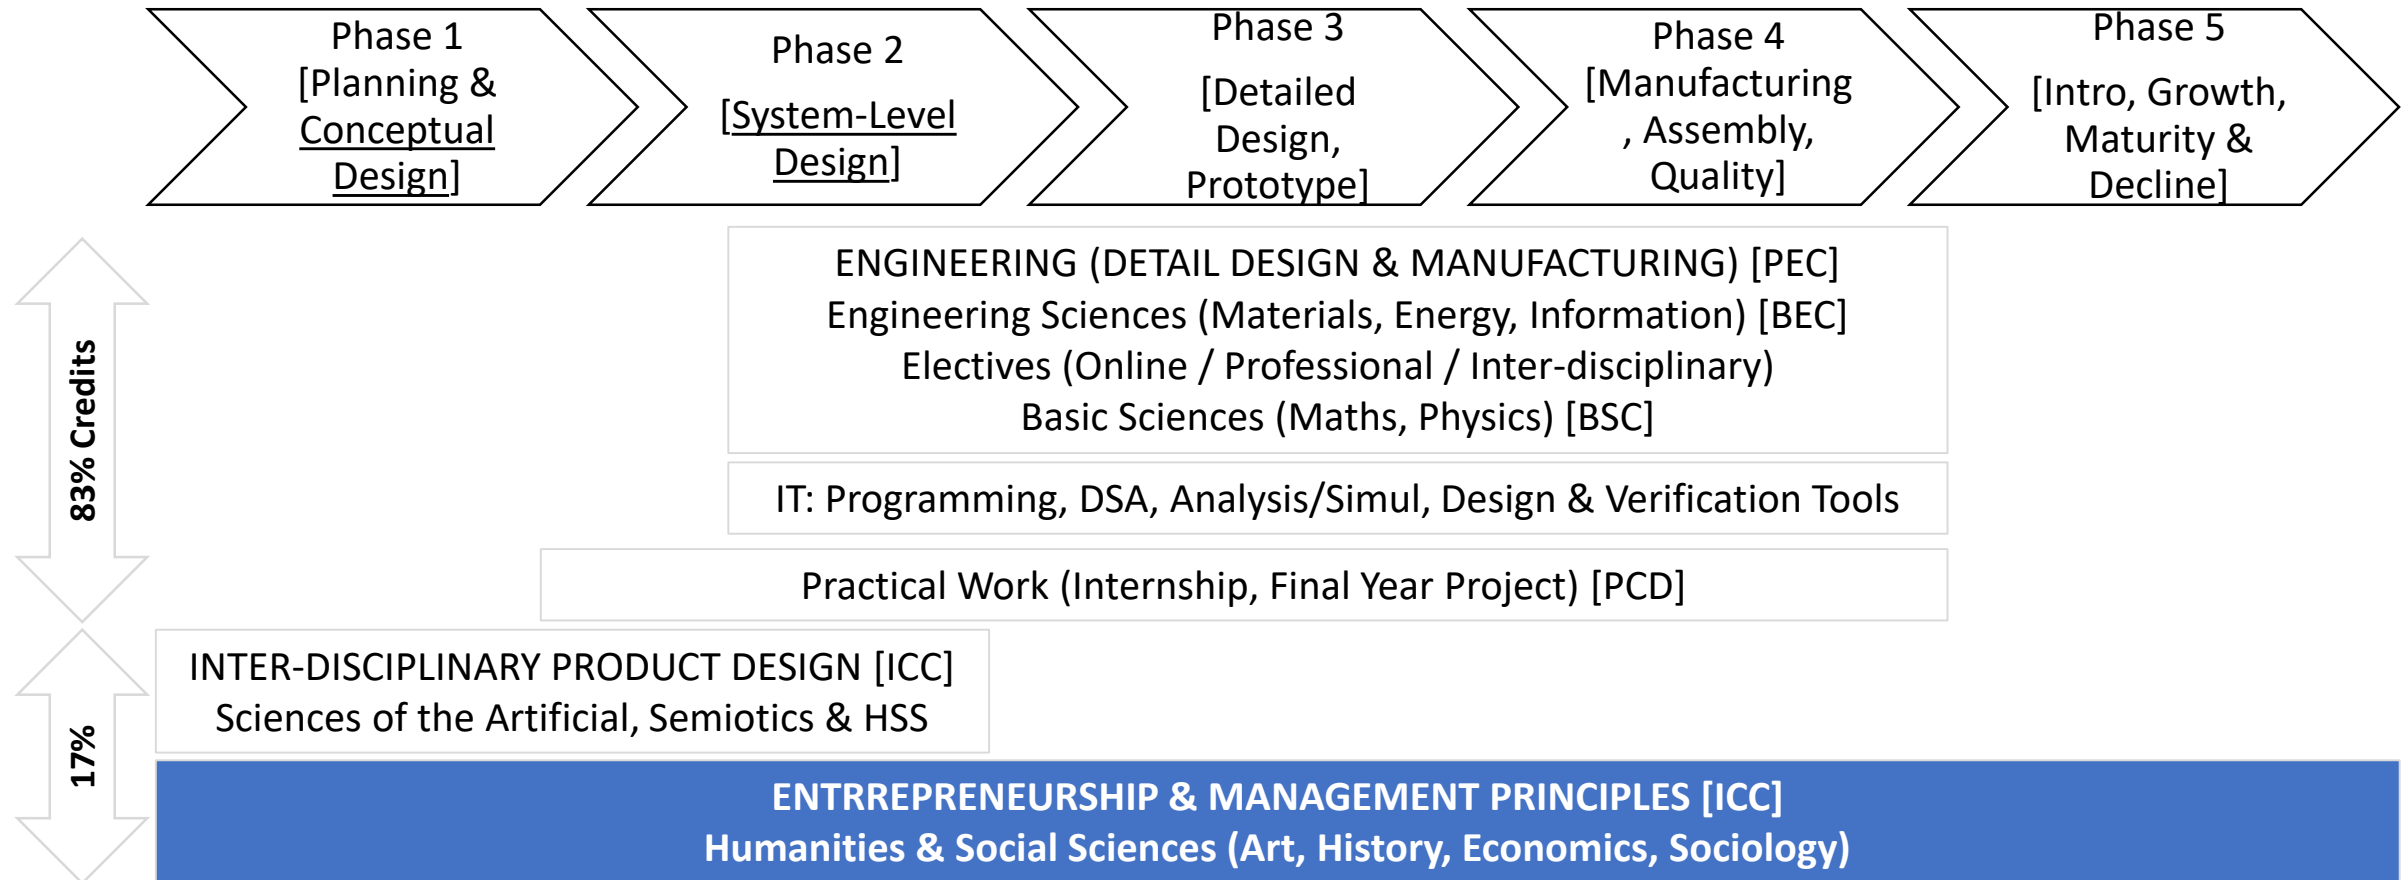 Phase 1
[Planning &
Conceptual
Design]
Phase 2
[System-Level
Design]
Phase 3
[Detailed
Design,
Prototype]
Phase 4
[Manufacturing
, Assembly,
Quality]
Phase 5
[Intro, Growth,
Maturity &
Decline]
83% Credits
ENGINEERING (DETAIL DESIGN & MANUFACTURING) [PEC]
Engineering Sciences (Materials, Energy, Information) [BEC]
Electives (Online / Professional / Inter-disciplinary)
Basic Sciences (Maths, Physics) [BSC]
IT: Programming, DSA, Analysis/Simul, Design & Verification Tools
Practical Work (Internship, Final Year Project) [PCD]
17%
INTER-DISCIPLINARY PRODUCT DESIGN [ICC]
Sciences of the Artificial, Semiotics & HSS
ENTRREPRENEURSHIP & MANAGEMENT PRINCIPLES [ICC]
Humanities & Social Sciences (Art, History, Economics, Sociology)